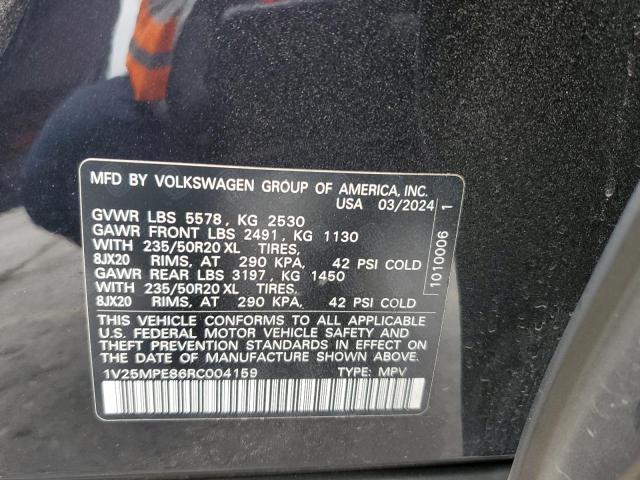 MFD BY VOLKSWAGEN GROUP OF AMERICA, INC.
USA 03/2024
GVWR LBS 5578, KG 2530
GAWR FRONT LBS 2491, KG 1130
WITH 235/50R20 XL TIRES,
8JX20 RIMS, AT 290 KPA, 42 PSI COLD
GAWR REAR LBS 3197, KG 1450
WITH 235/50R20 XL TIRES,
8JX20 RIMS, AT 290 KPA, 42 PSI COLD
THIS VEHICLE CONFORMS TO ALL APPLICABLE
U.S. FEDERAL MOTOR VEHICLE SAFETY AND
THEFT PREVENTION STANDARDS IN EFFECT ON
THE DATE OF MANUFACTURE SHOWN ABOVE.
1V25MPE86RC004159 TYPE: MPV
1010006 1